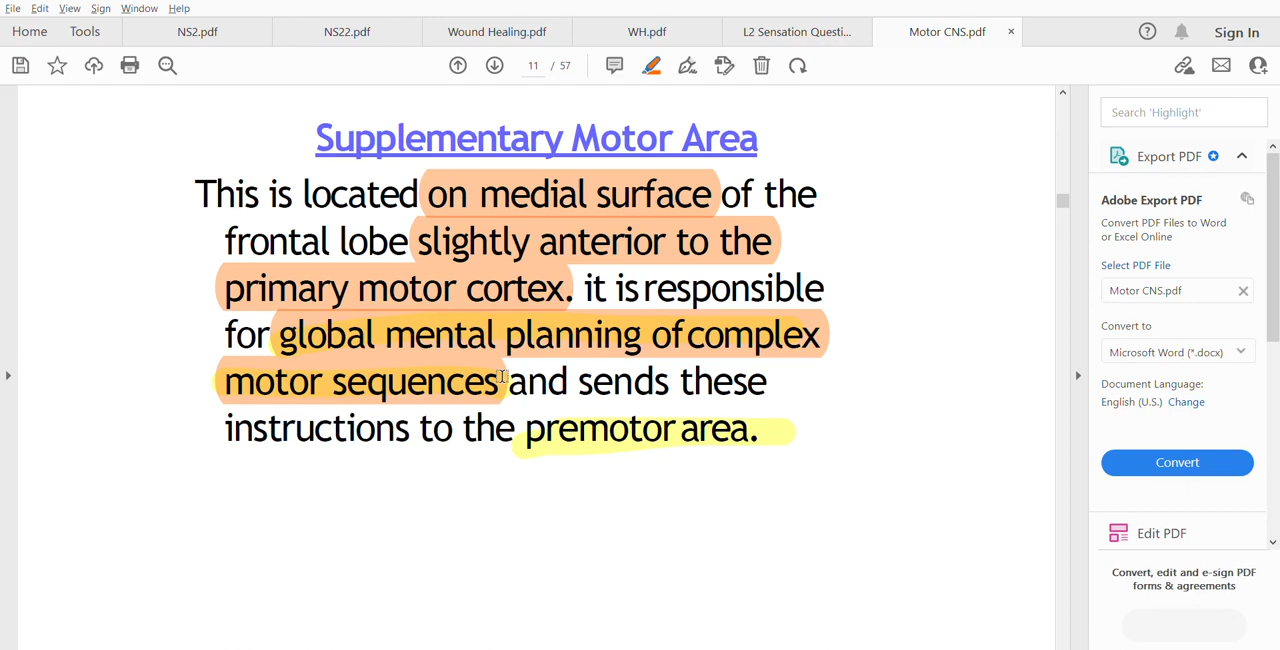 File Edit View Sign Window Help
Home Tools NS2.pdf NS22.pdf Wound Healing.pdf WH.pdf L2 Sensation Questi... Motor CNS.pdf × Sign In
11 / 57
Search 'Highlight'
Supplementary Motor Area
This is located on medial surface of the
frontal lobe slightly anterior to the
primary motor cortex. it is responsible
for global mental planning of complex
motor sequences and sends these
instructions to the premotor area.
Export PDF
Adobe Export PDF
Convert PDF Files to Word
or Excel Online
Select PDF File
Motor CNS.pdf
Convert to
Microsoft Word (*.docx)
Document Language:
English (U.S.) Change
Convert
Edit PDF
Convert, edit and e-sign PDF
forms & agreements